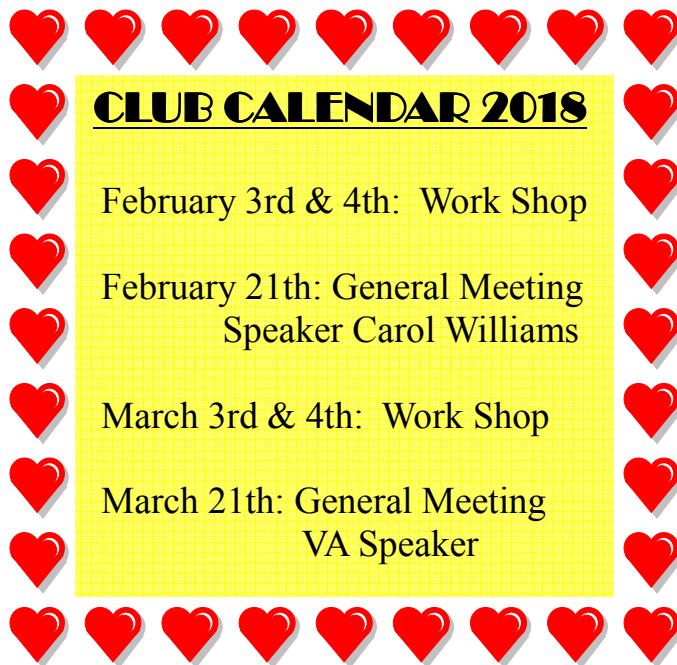 CLUB CALENDAR 2018
February 3rd & 4th: Work Shop
February 21th: General Meeting
Speaker Carol Williams
March 3rd & 4th: Work Shop
March 21th: General Meeting
VA Speaker